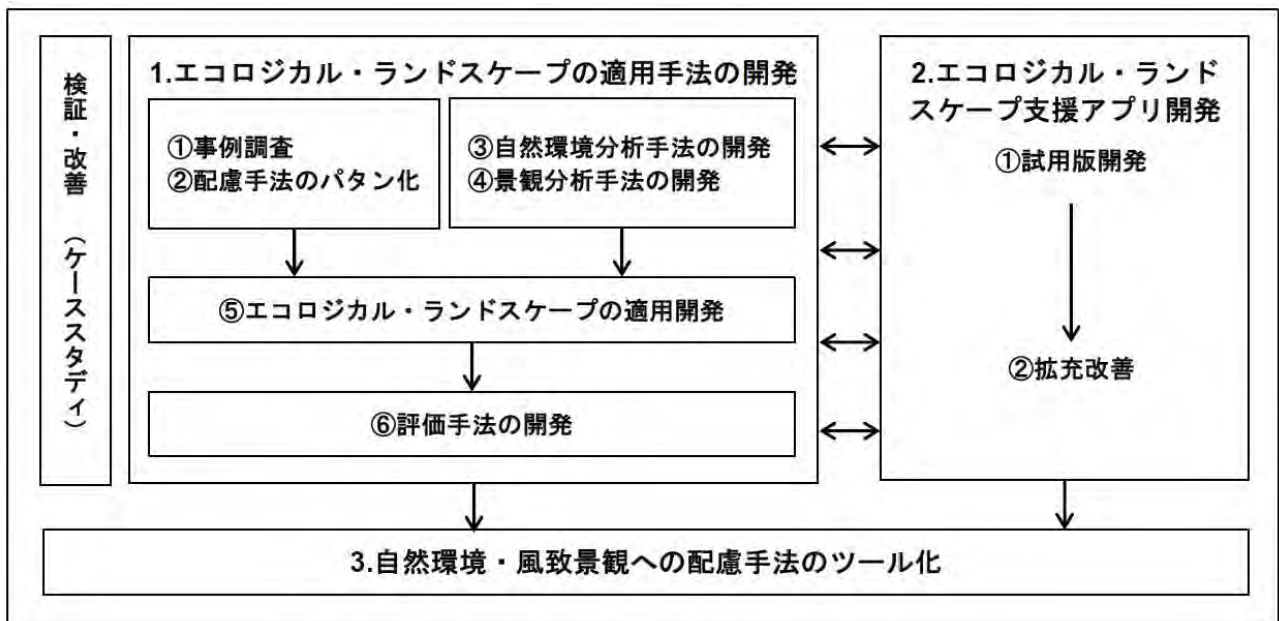 検証・改善（ケーススタディ）
1.エコロジカル・ランドスケープの適用手法の開発
①事例調査
②配慮手法のパタン化
③自然環境分析手法の開発
④景観分析手法の開発
⑤エコロジカル・ランドスケープの適用開発
⑥評価手法の開発
2.エコロジカル・ランド
スケープ支援アプリ開発
①試用版開発
②拡充改善
3.自然環境・風致景観への配慮手法のツール化